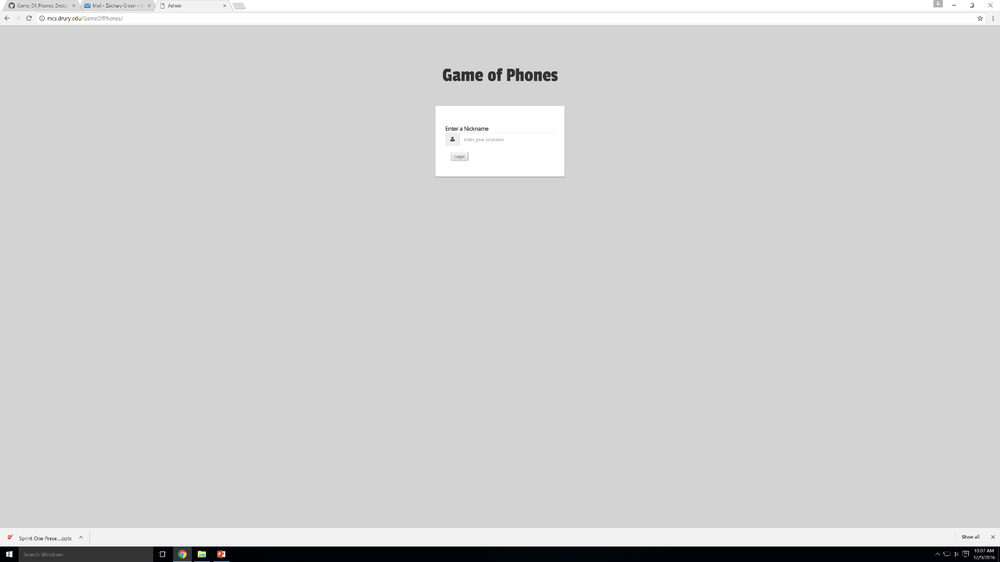 Game_Of_Phones_Desig
Mail - Zachary Green - O
Admin
mcs.drury.edu/GameOfPhones/
Game of Phones
Enter a Nickname
Enter your nickname
Login
Sprint One Prese....pptx
Show all
Search Windows
10:07 AM
12/9/2016